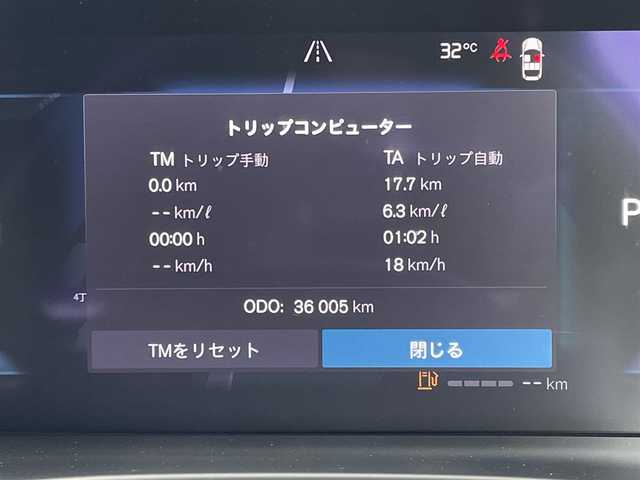 32°C
トリップコンピューター
TM トリップ手動 TA トリップ自動
0.0 km 17.7 km
-- km/ℓ 6.3 km/ℓ
00:00 h 01:02 h
-- km/h 18 km/h
P
4丁
ODO: 36 005 km
TMをリセット 閉じる
-- km